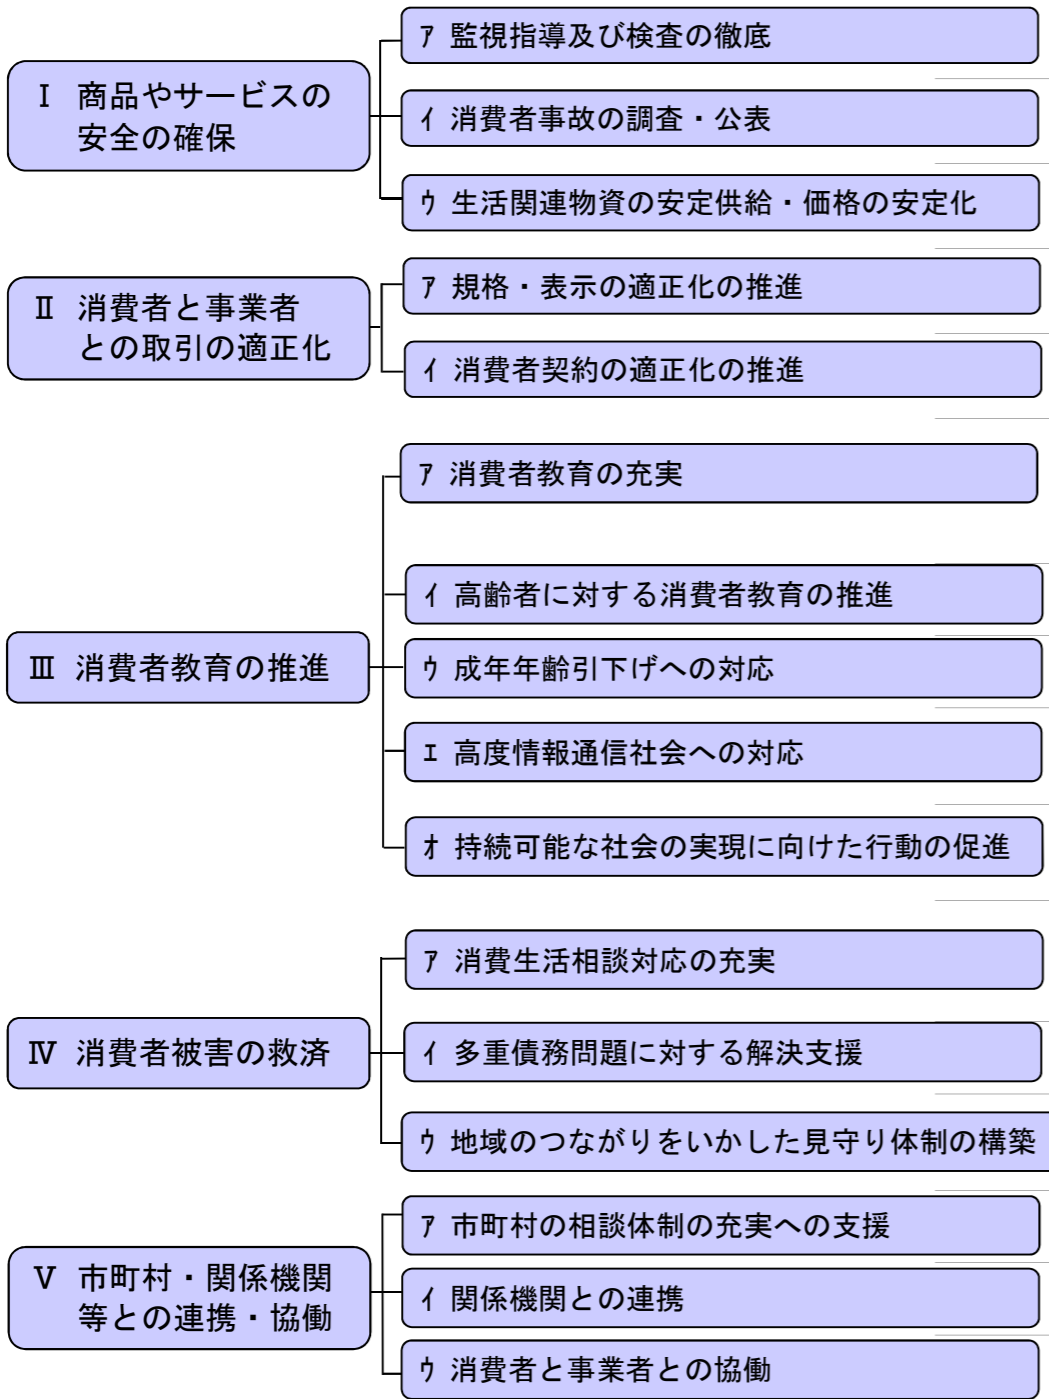 Ⅰ 商品やサービスの
安全の確保
ｱ 監視指導及び検査の徹底
ｲ 消費者事故の調査・公表
ｳ 生活関連物資の安定供給・価格の安定化
Ⅱ 消費者と事業者
との取引の適正化
ｱ 規格・表示の適正化の推進
ｲ 消費者契約の適正化の推進
Ⅲ 消費者教育の推進
ｱ 消費者教育の充実
ｲ 高齢者に対する消費者教育の推進
ｳ 成年年齢引下げへの対応
ｴ 高度情報通信社会への対応
ｵ 持続可能な社会の実現に向けた行動の促進
Ⅳ 消費者被害の救済
ｱ 消費生活相談対応の充実
ｲ 多重債務問題に対する解決支援
ｳ 地域のつながりをいかした見守り体制の構築
Ⅴ 市町村・関係機関
等との連携・協働
ｱ 市町村の相談体制の充実への支援
ｲ 関係機関との連携
ｳ 消費者と事業者との協働